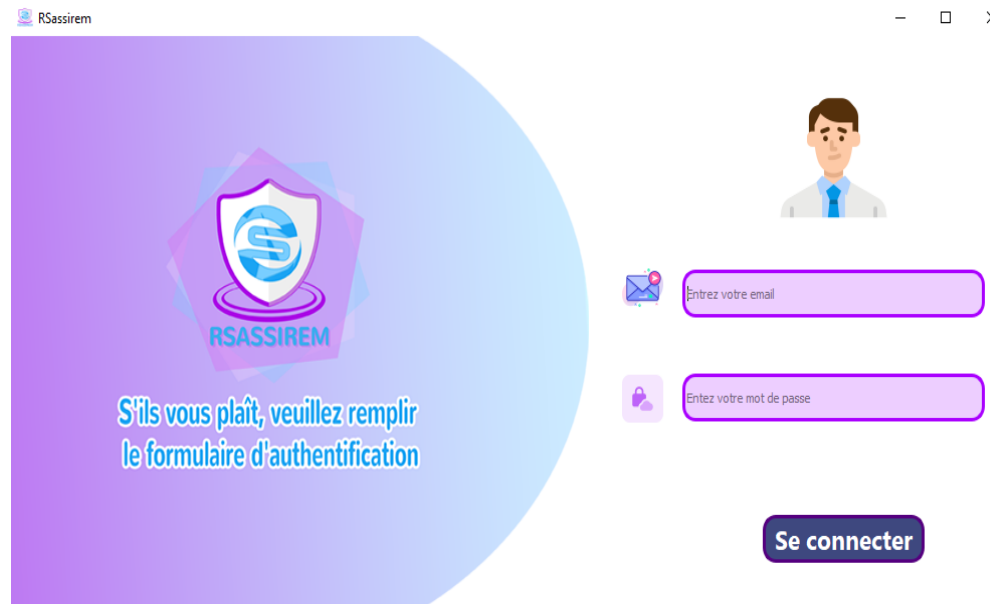 RSassirem
RSASSIREM
S'ils vous plaît, veuillez remplir
le formulaire d'authentification
Entrez votre email
Entez votre mot de passe
Se connecter